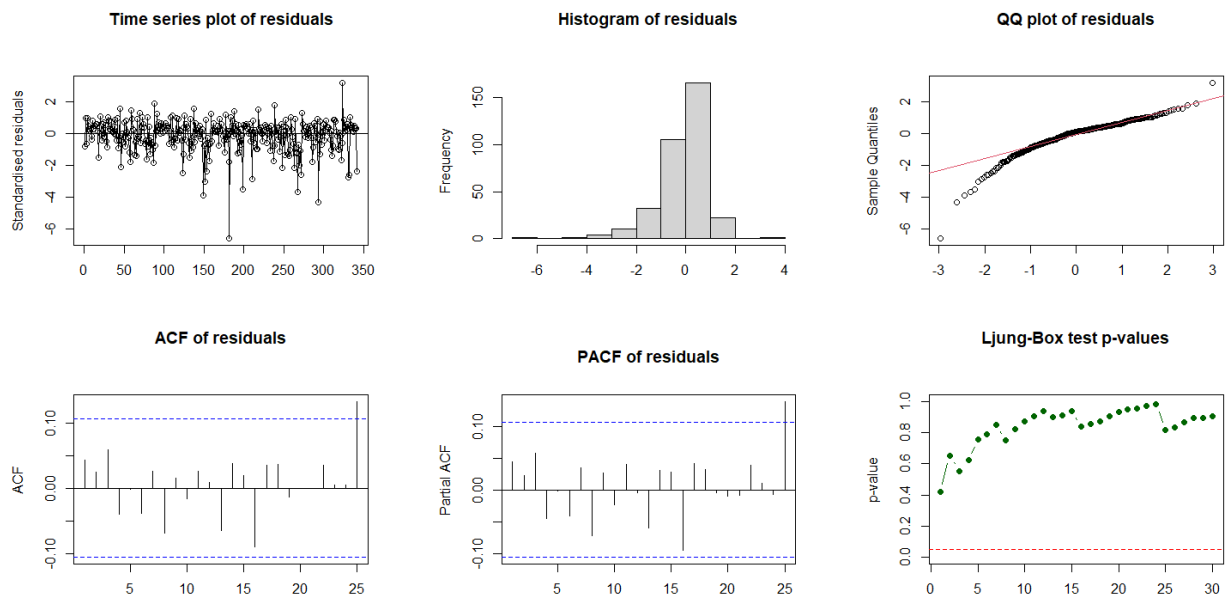 Time series plot of residuals
Standardised residuals
2
0
-2
-4
-6
0 50 100 150 200 250 300 350
Histogram of residuals
Frequency
150
100
50
0
-6 -4 -2 0 2 4
QQ plot of residuals
Sample Quantiles
2
0
-2
-4
-6
-3 -2 -1 0 1 2 3
ACF of residuals
ACF
0.10
0.00
-0.10
5 10 15 20 25
PACF of residuals
Partial ACF
0.10
0.00
-0.10
5 10 15 20 25
Ljung-Box test p-values
p-value
1.0
0.8
0.6
0.4
0.2
0.0
0 5 10 15 20 25 30